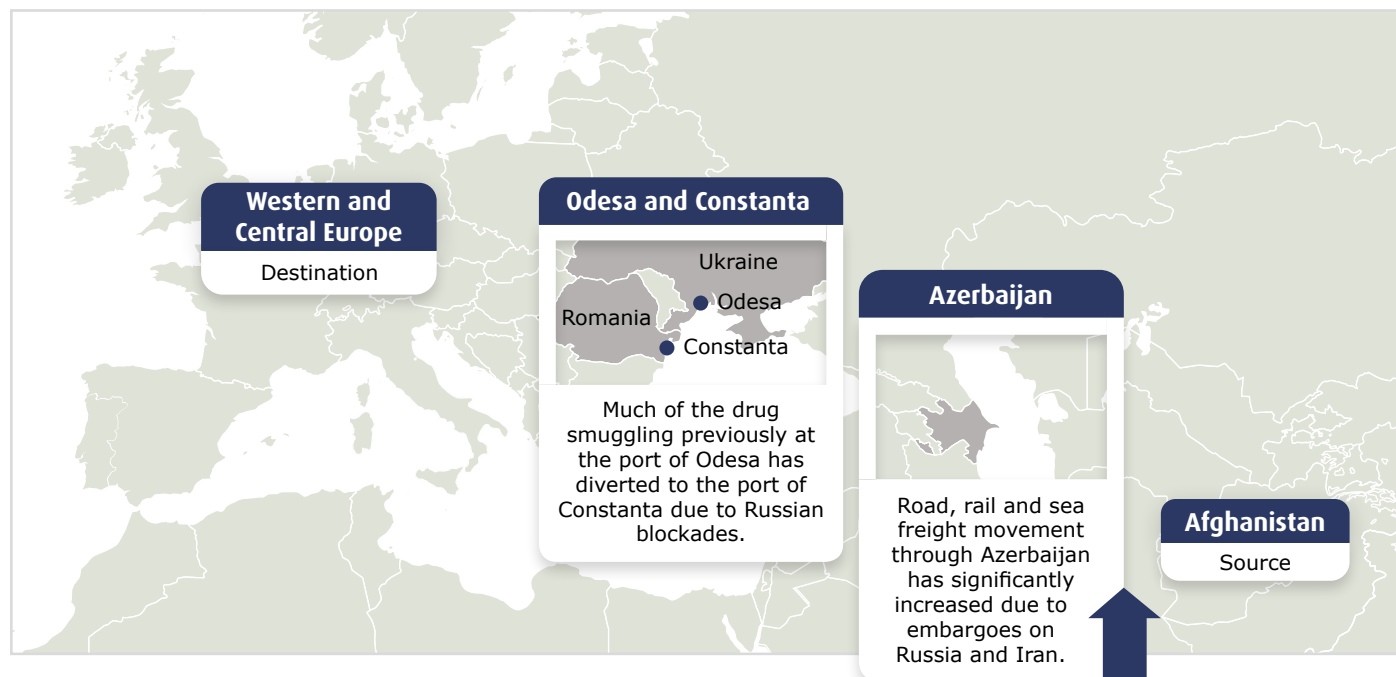 Western and
Central Europe
Destination
Odesa and Constanta
Ukraine
Odesa
Romania
Constanta
Much of the drug
smuggling previously at
the port of Odesa has
diverted to the port of
Constanta due to Russian
blockades.
Azerbaijan
Road, rail and sea
freight movement
through Azerbaijan
has significantly
increased due to
embargoes on
Russia and Iran.
Afghanistan
Source